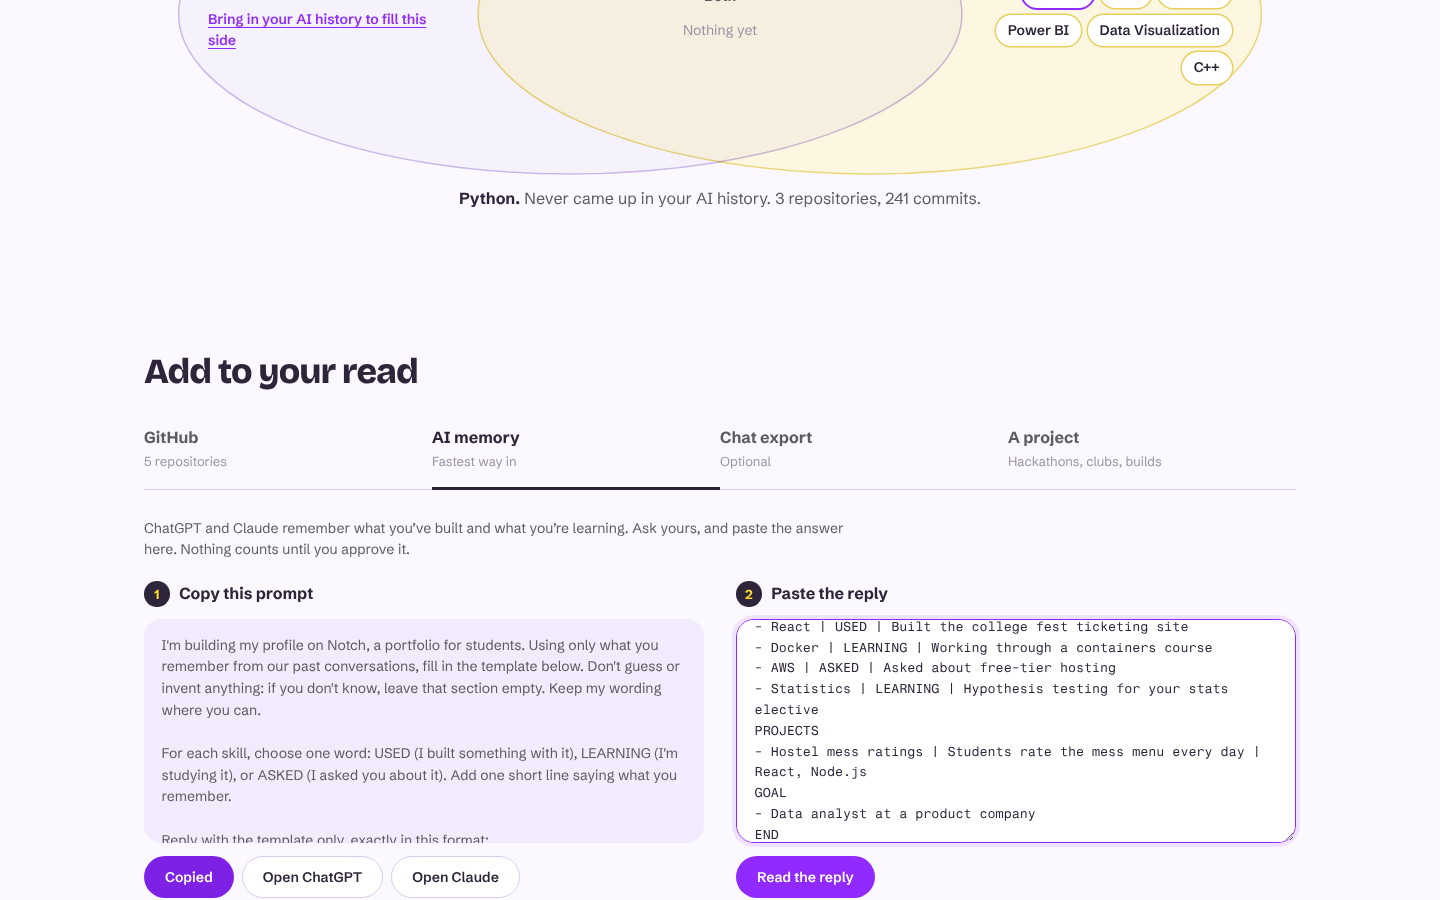 Bring in your AI history to fill this
side
Nothing yet
Power BI
Data Visualization
C++
Python. Never came up in your AI history. 3 repositories, 241 commits.
Add to your read
GitHub
5 repositories
AI memory
Fastest way in
Chat export
Optional
A project
Hackathons, clubs, builds
ChatGPT and Claude remember what you’ve built and what you’re learning. Ask yours, and paste the answer
here. Nothing counts until you approve it.
1 Copy this prompt
I'm building my profile on Notch, a portfolio for students. Using only what you
remember from our past conversations, fill in the template below. Don't guess or
invent anything: if you don't know, leave that section empty. Keep my wording
where you can.
For each skill, choose one word: USED (I built something with it), LEARNING (I'm
studying it), or ASKED (I asked you about it). Add one short line saying what you
remember.
Reply with the template only, exactly in this format:
Copied
Open ChatGPT
Open Claude
2 Paste the reply
- React | USED | Built the college fest ticketing site
- Docker | LEARNING | Working through a containers course
- AWS | ASKED | Asked about free-tier hosting
- Statistics | LEARNING | Hypothesis testing for your stats
elective
PROJECTS
- Hostel mess ratings | Students rate the mess menu every day |
React, Node.js
GOAL
- Data analyst at a product company
END
Read the reply